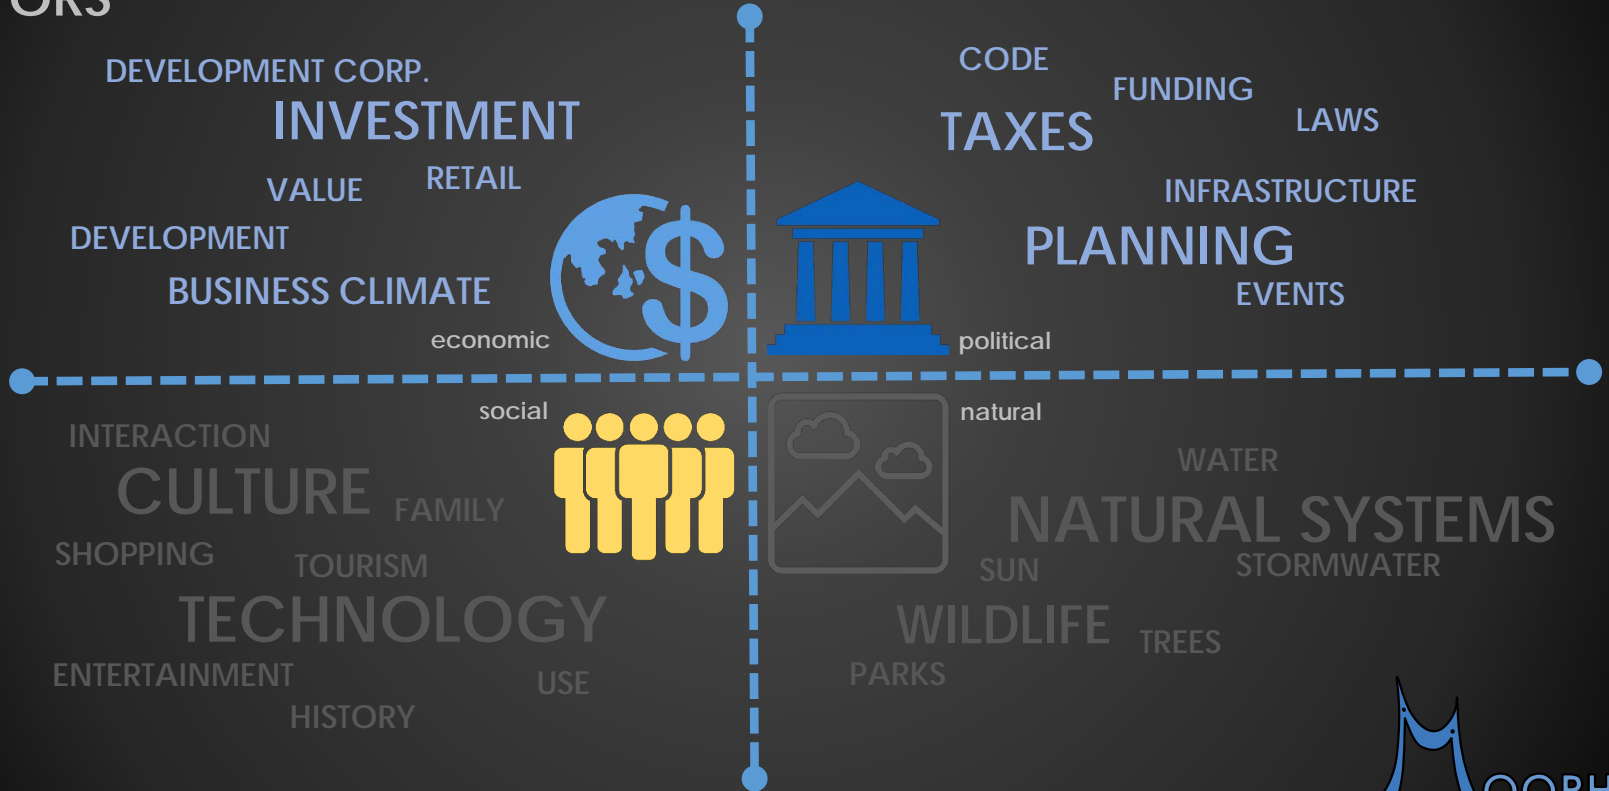 DEVELOPMENT CORP.
INVESTMENT
VALUE
RETAIL
DEVELOPMENT
BUSINESS CLIMATE
economic
CODE
FUNDING
TAXES
LAWS
INFRASTRUCTURE
PLANNING
EVENTS
political
social
INTERACTION
CULTURE
FAMILY
SHOPPING
TOURISM
TECHNOLOGY
ENTERTAINMENT
USE
HISTORY
natural
WATER
NATURAL SYSTEMS
SUN
STORMWATER
WILDLIFE
TREES
PARKS